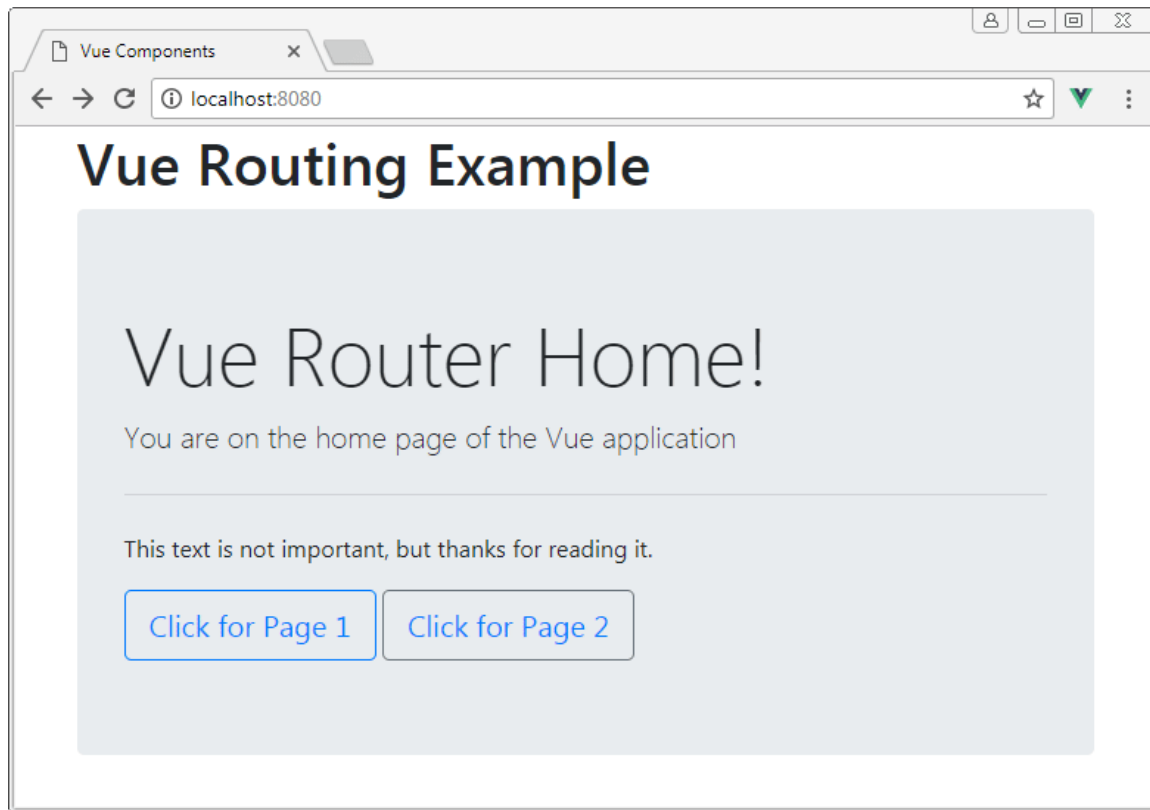 Vue Components
localhost:8080
Vue Routing Example
Vue Router Home!
You are on the home page of the Vue application
This text is not important, but thanks for reading it.
Click for Page 1 Click for Page 2